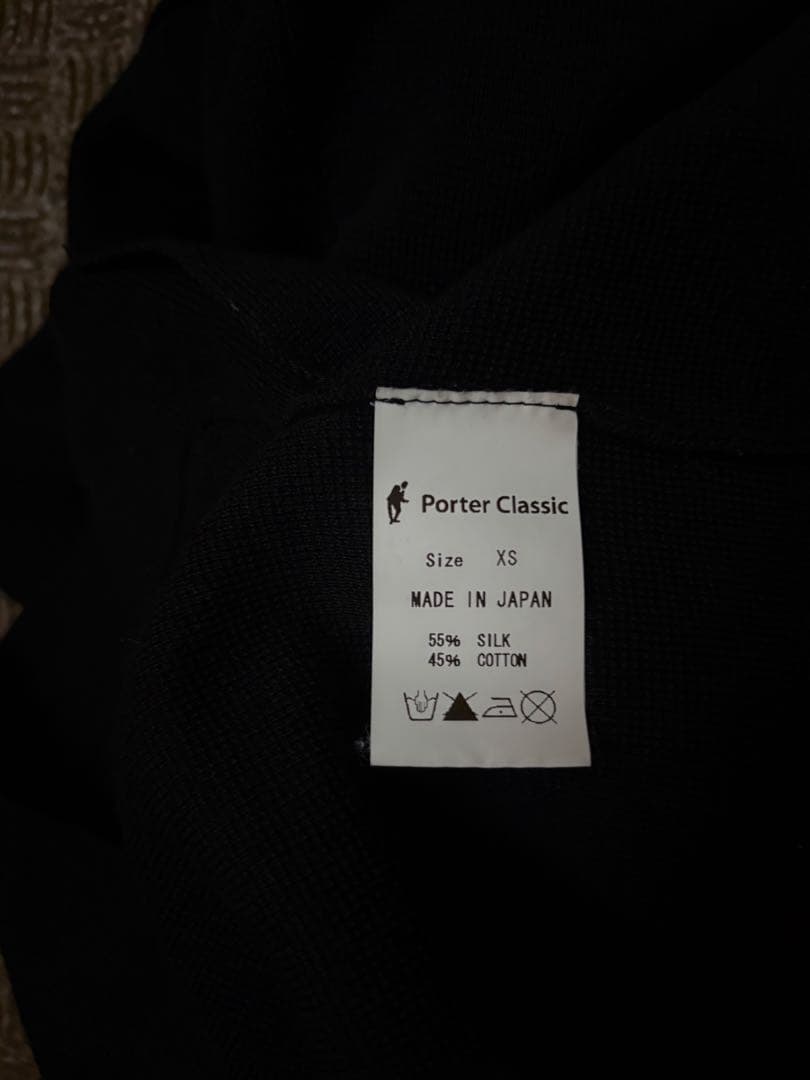 Porter Classic
Size XS
MADE IN JAPAN
55% SILK
45% COTTON